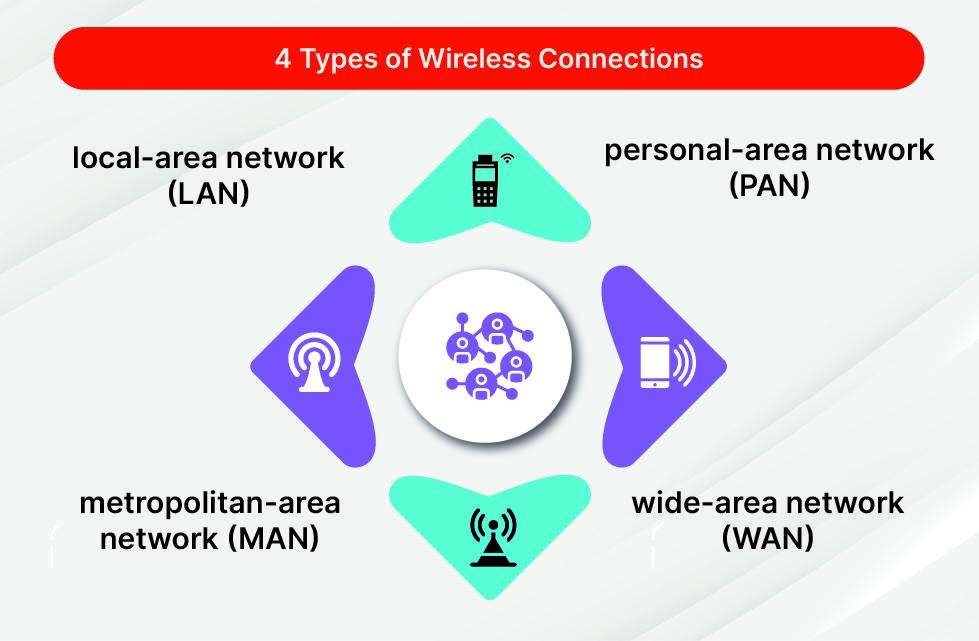 4 Types of Wireless Connections
local-area network
(LAN)
personal-area network
(PAN)
metropolitan-area
network (MAN)
wide-area network
(WAN)